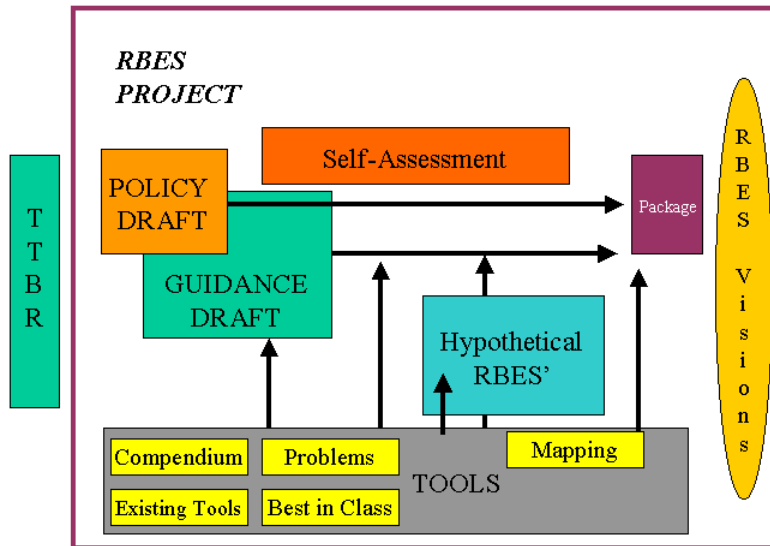 RBES
PROJECT
Self-Assessment
POLICY
DRAFT
Package
GUIDANCE
DRAFT
T
T
B
R
R
B
E
S
V
i
s
i
o
n
s
Hypothetical
RBES’
Compendium
Problems
Mapping
TOOLS
Existing Tools
Best in Class